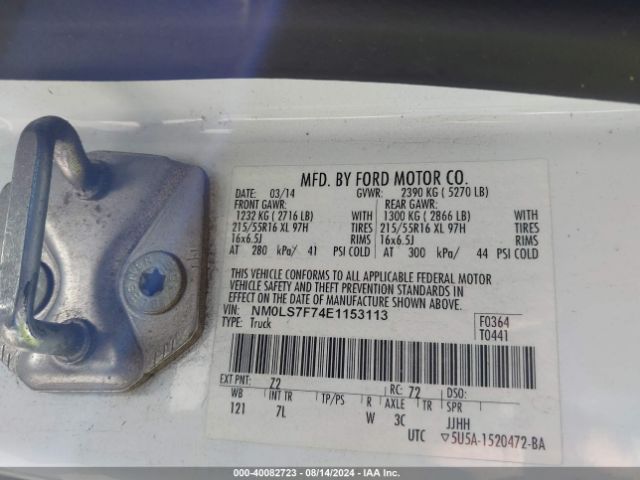 MFD. BY FORD MOTOR CO.
DATE: 03/14 GVWR: 2390 KG ( 5270 LB)
FRONT GAWR: REAR GAWR:
1232 KG ( 2716 LB) WITH 1300 KG ( 2866 LB) WITH
215/55R16 XL 97H TIRES 215/55R16 XL 97H TIRES
16x6.5J RIMS 16x6.5J RIMS
AT 280 kPa/ 41 PSI COLD AT 300 kPa/ 44 PSI COLD
THIS VEHICLE CONFORMS TO ALL APPLICABLE FEDERAL MOTOR
VEHICLE SAFETY AND THEFT PREVENTION STANDARDS IN
EFFECT ON THE DATE OF MANUFACTURE SHOWN ABOVE.
VIN: NM0LS7F74E1153113 F0364
TYPE: Truck T0441
EXT PNT: Z2 RC: 72 DSO:
WB INT TR TP/PS R AXLE TR SPR
121 7L W 3C JJHH
UTC ▽5U5A-1520472-BA
000-40082723 - 08/14/2024 - IAA Inc.